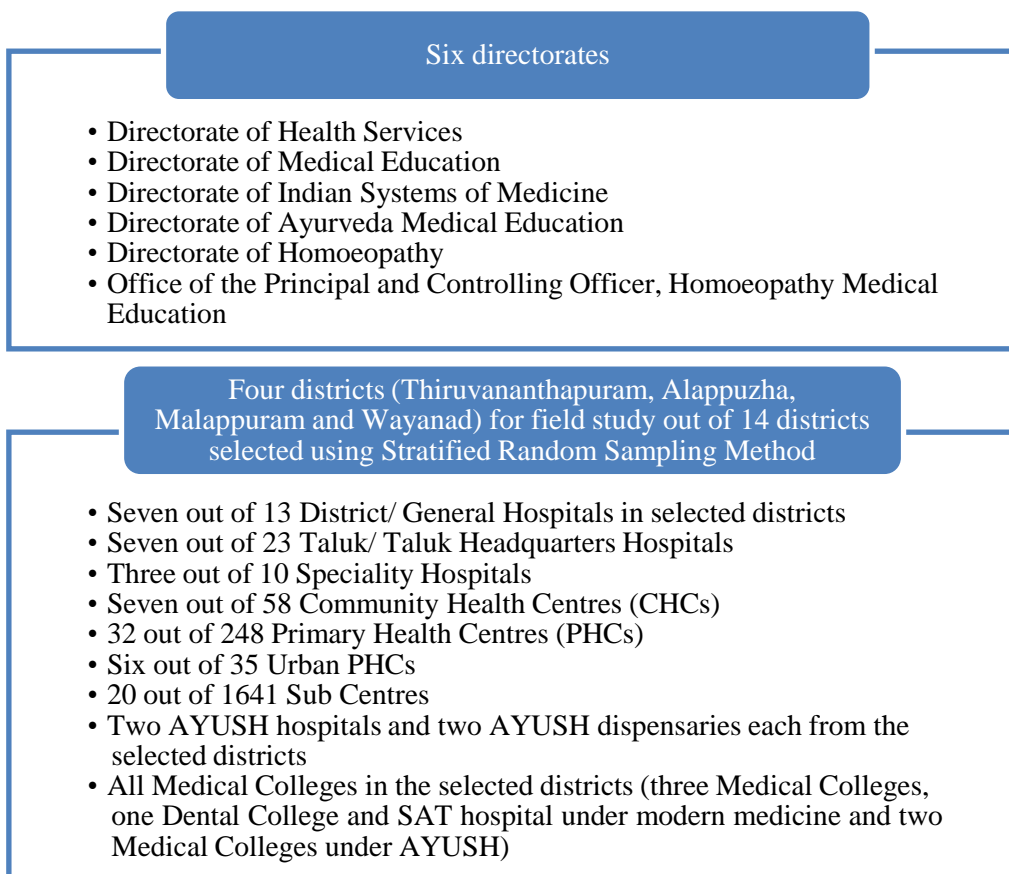 Six directorates
• Directorate of Health Services
• Directorate of Medical Education
• Directorate of Indian Systems of Medicine
• Directorate of Ayurveda Medical Education
• Directorate of Homoeopathy
• Office of the Principal and Controlling Officer, Homoeopathy Medical
Education
Four districts (Thiruvananthapuram, Alappuzha,
Malappuram and Wayanad) for field study out of 14 districts
selected using Stratified Random Sampling Method
• Seven out of 13 District/ General Hospitals in selected districts
• Seven out of 23 Taluk/ Taluk Headquarters Hospitals
• Three out of 10 Speciality Hospitals
• Seven out of 58 Community Health Centres (CHCs)
• 32 out of 248 Primary Health Centres (PHCs)
• Six out of 35 Urban PHCs
• 20 out of 1641 Sub Centres
• Two AYUSH hospitals and two AYUSH dispensaries each from the
selected districts
• All Medical Colleges in the selected districts (three Medical Colleges,
one Dental College and SAT hospital under modern medicine and two
Medical Colleges under AYUSH)